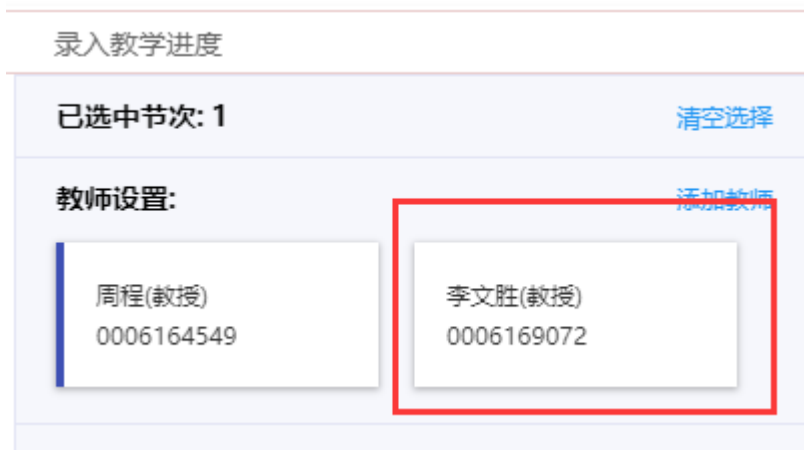 录入教学进度
已选中节次: 1
清空选择
教师设置:
添加教师
周程(教授)
0006164549
李文胜(教授)
0006169072